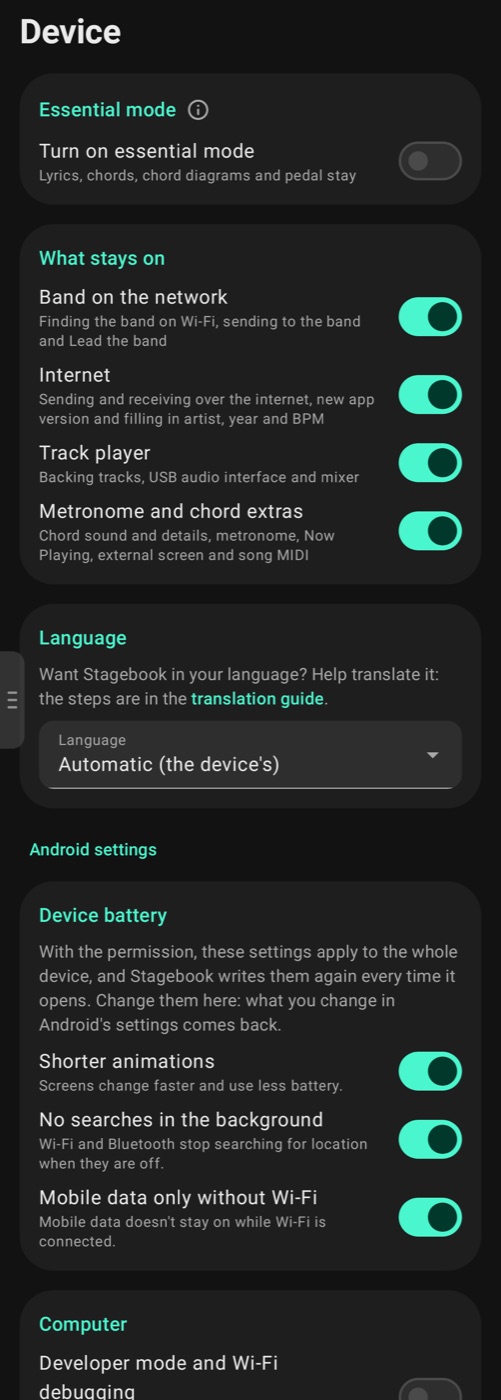 Device
Essential mode
Turn on essential mode
Lyrics, chords, chord diagrams and pedal stay
What stays on
Band on the network
Finding the band on Wi-Fi, sending to the band
and Lead the band
Internet
Sending and receiving over the internet, new app
version and filling in artist, year and BPM
Track player
Backing tracks, USB audio interface and mixer
Metronome and chord extras
Chord sound and details, metronome, Now
Playing, external screen and song MIDI
Language
Want Stagebook in your language? Help translate it:
the steps are in the translation guide.
Language
Automatic (the device's)
Android settings
Device battery
With the permission, these settings apply to the whole
device, and Stagebook writes them again every time it
opens. Change them here: what you change in
Android's settings comes back.
Shorter animations
Screens change faster and use less battery.
No searches in the background
Wi-Fi and Bluetooth stop searching for location
when they are off.
Mobile data only without Wi-Fi
Mobile data doesn't stay on while Wi-Fi is
connected.
Computer
Developer mode and Wi-Fi
debugging